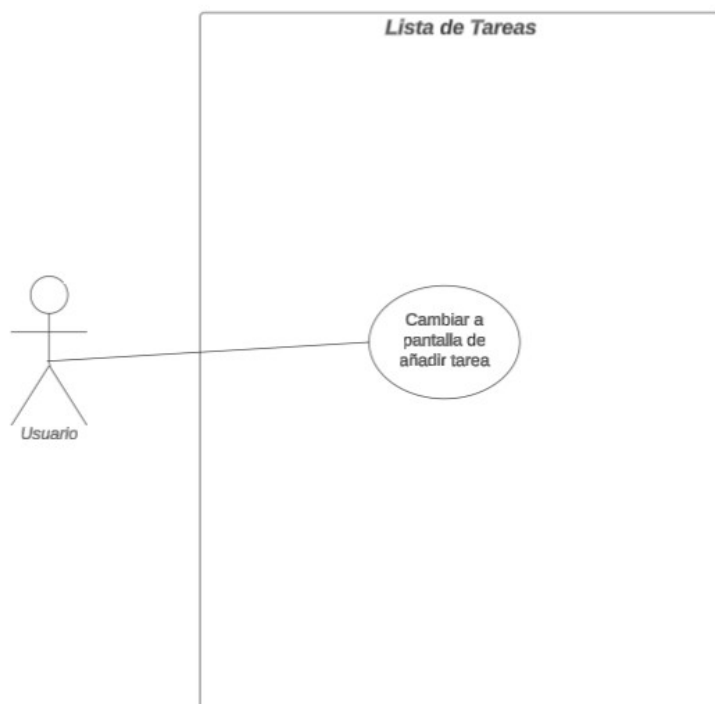 Lista de Tareas
Cambiar a
pantalla de
añadir tarea
Usuario